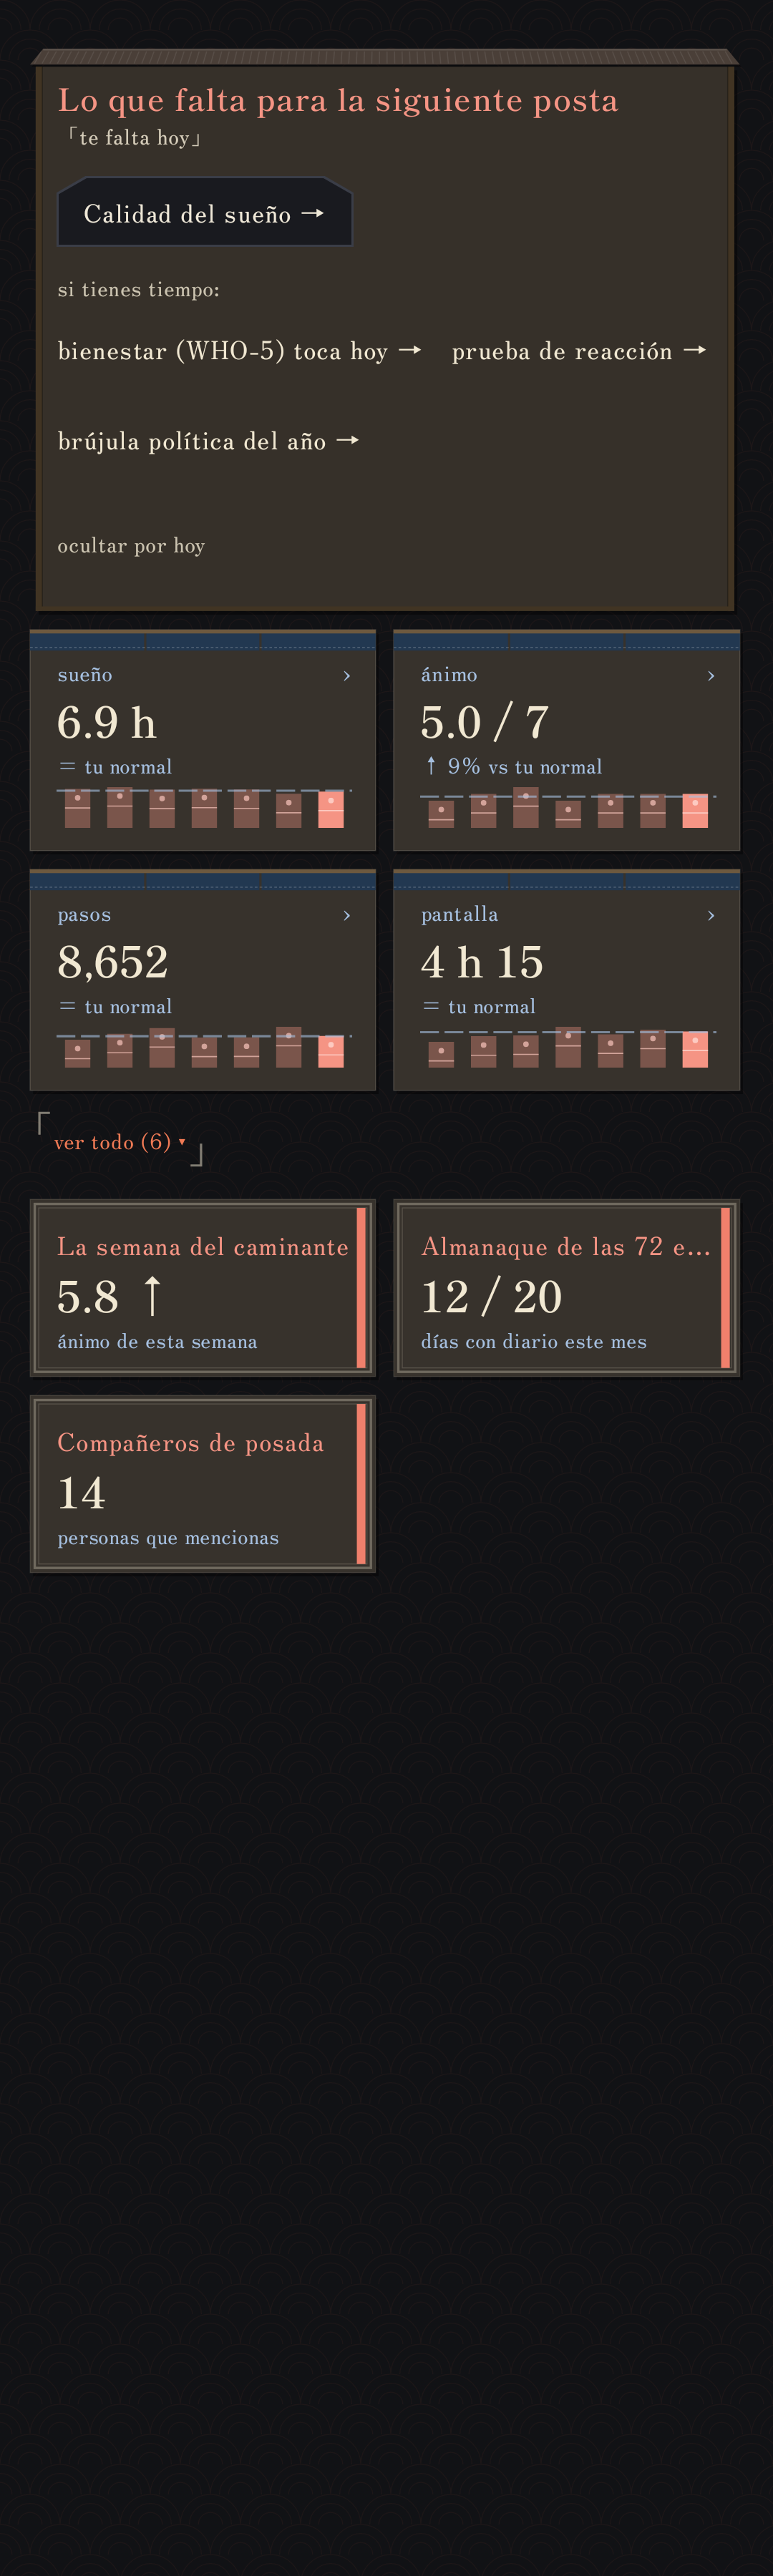 Lo que falta para la siguiente posta
「te falta hoy」
Calidad del sueño →
si tienes tiempo:
bienestar (WHO-5) toca hoy → prueba de reacción →
brújula política del año →
ocultar por hoy
sueño ›
6.9 h
= tu normal
ánimo ›
5.0 / 7
↑ 9% vs tu normal
pasos ›
8,652
= tu normal
pantalla ›
4 h 15
= tu normal
「ver todo (6) ▾」
La semana del caminante
5.8 ↑
ánimo de esta semana
Almanaque de las 72 e...
12 / 20
días con diario este mes
Compañeros de posada
14
personas que mencionas